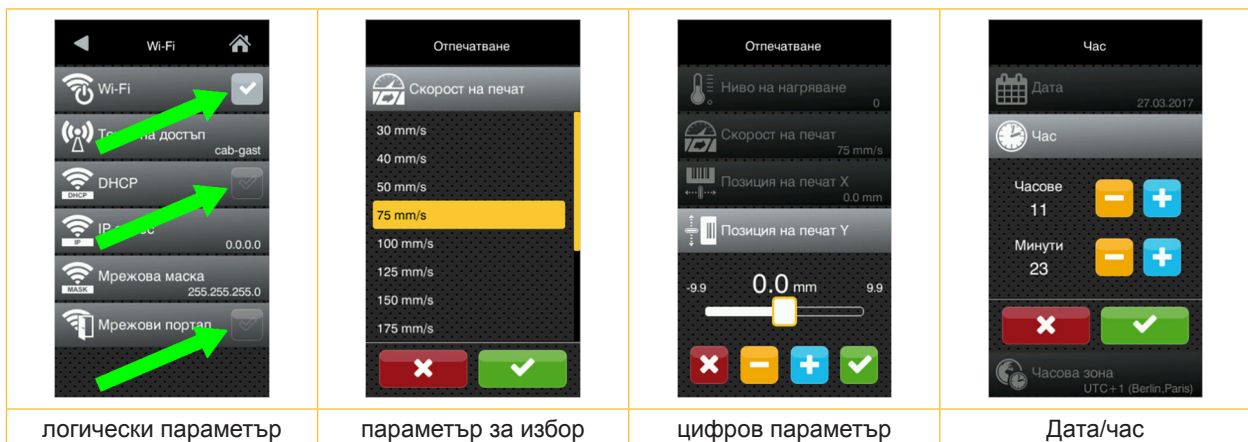 Wi-Fi
Wi-Fi
на достъп
cab-gast
DHCP
DHCP
IP
IP
0.0.0.0
Мрежова маска
MASK
255.255.255.0
Мрежови портал
логически параметър
Отпечатване
Скорост на печат
30 mm/s
40 mm/s
50 mm/s
75 mm/s
100 mm/s
125 mm/s
150 mm/s
175 mm/s
параметър за избор
Отпечатване
Ниво на нагряване
0
Скорост на печат
75 mm/s
Позиция на печат X
0.0 mm
Позиция на печат Y
-9.9 0.0 mm 9.9
цифров параметър
Час
Дата
27.03.2017
Час
Часове
11
Минути
23
Часова зона
UTC+1 (Berlin,Paris)
Дата/час